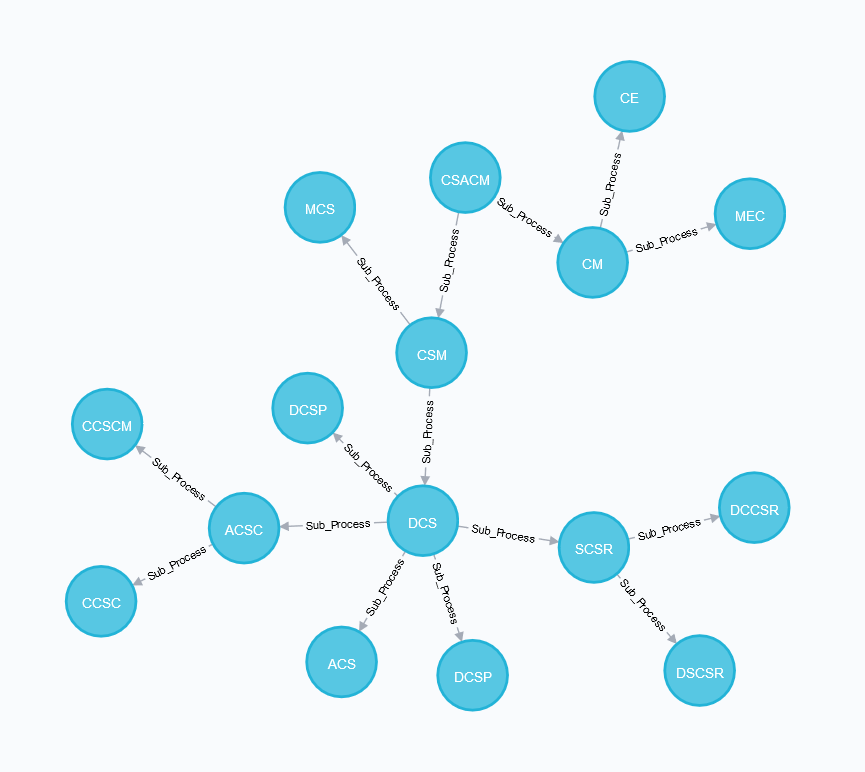 CE
CSACM
MCS
Sub_Process
Sub_Process
MEC
Sub_Process
CM
Sub_Process
Sub_Process
CSM
DCSP
CCSCM
Sub_Process
Sub_Process
Sub_Process
DCCSR
ACSC
Sub_Process
DCS
Sub_Process
SCSR
Sub_Process
Sub_Process
CCSC
Sub_Process
Sub_Process
Sub_Process
ACS
DCSP
DSCSR